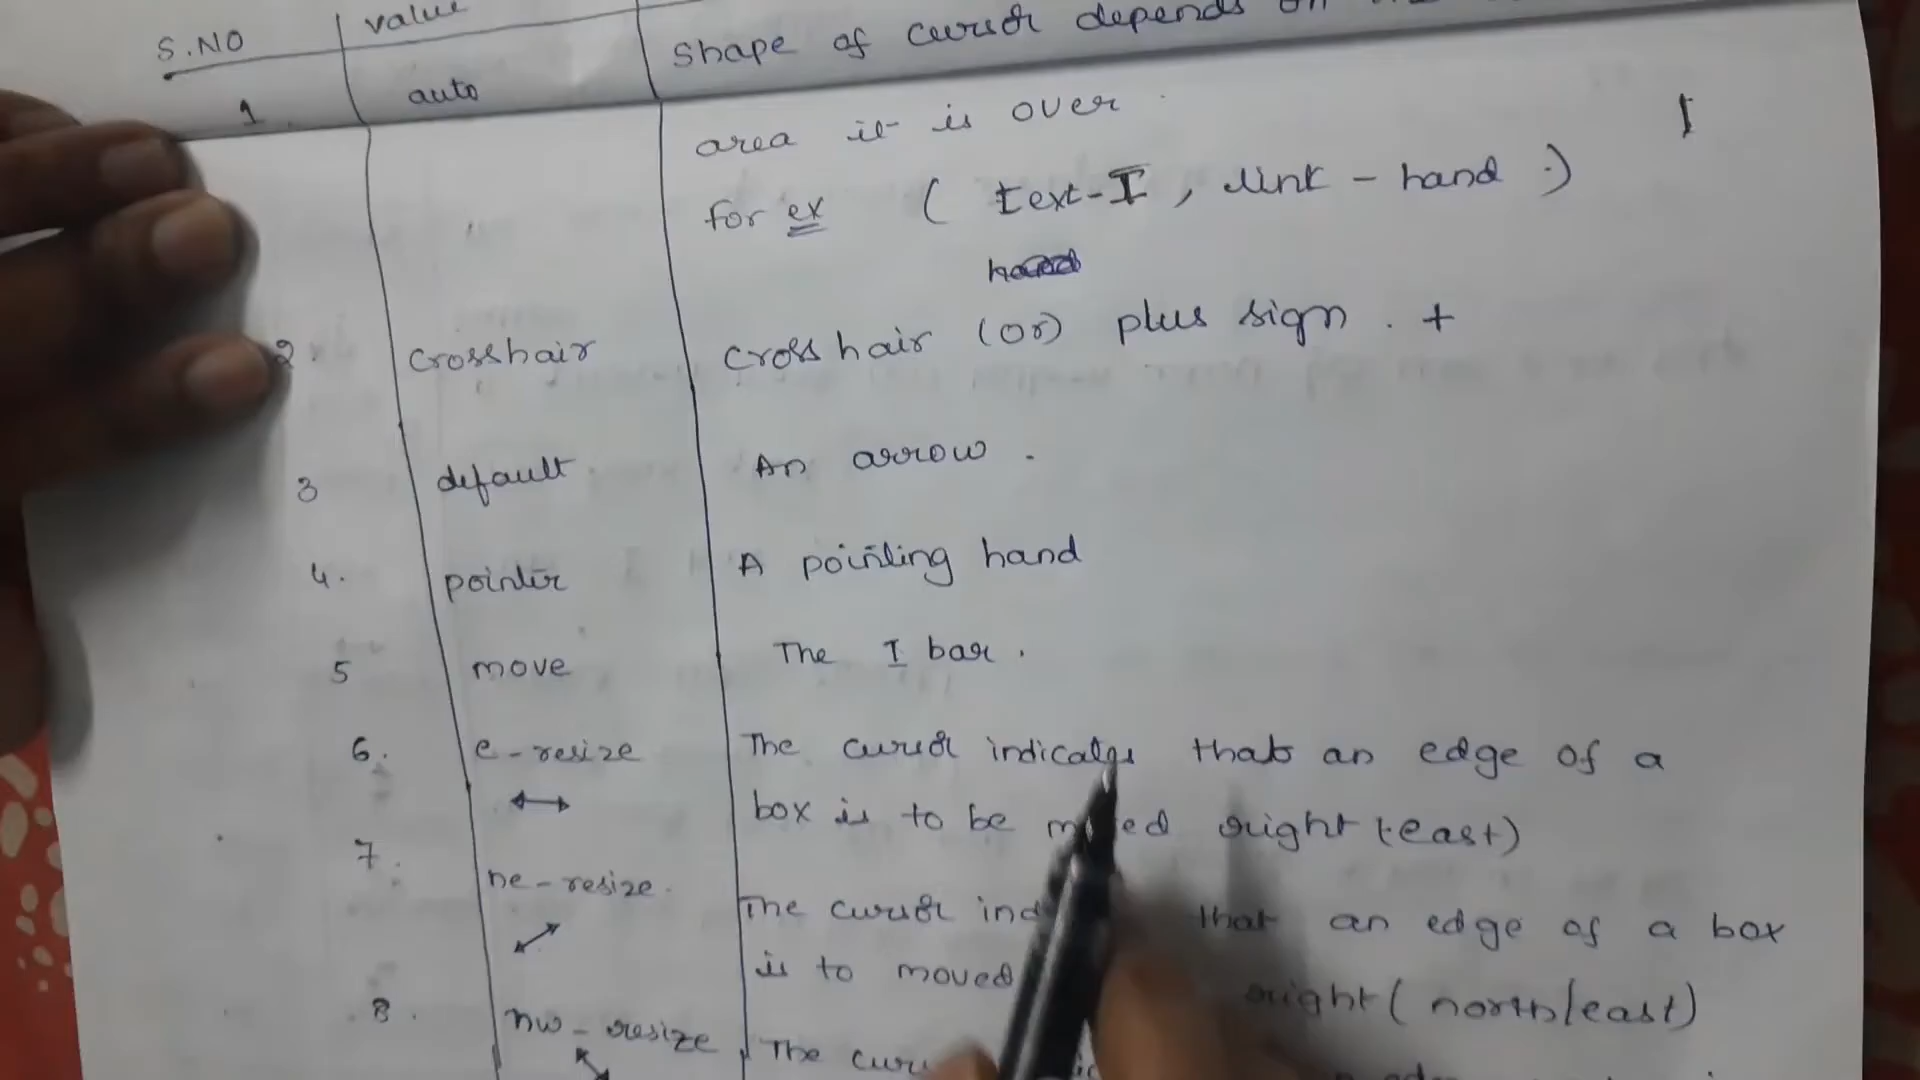 S.NO value
1. auto Shape of cursor depends on
area it is over
for ex ( text-I, link - hand .)
2. Crosshair Cross hair (or) plus sign . +
3 default An arrow .
4. pointer A pointing hand
5 move The I bar .
6. e-resize The cursor indicates that an edge of a
box is to be moved right (east)
7. ne-resize. The cursor that an edge of a box
is to moved right (north/east)
8. nw-resize The